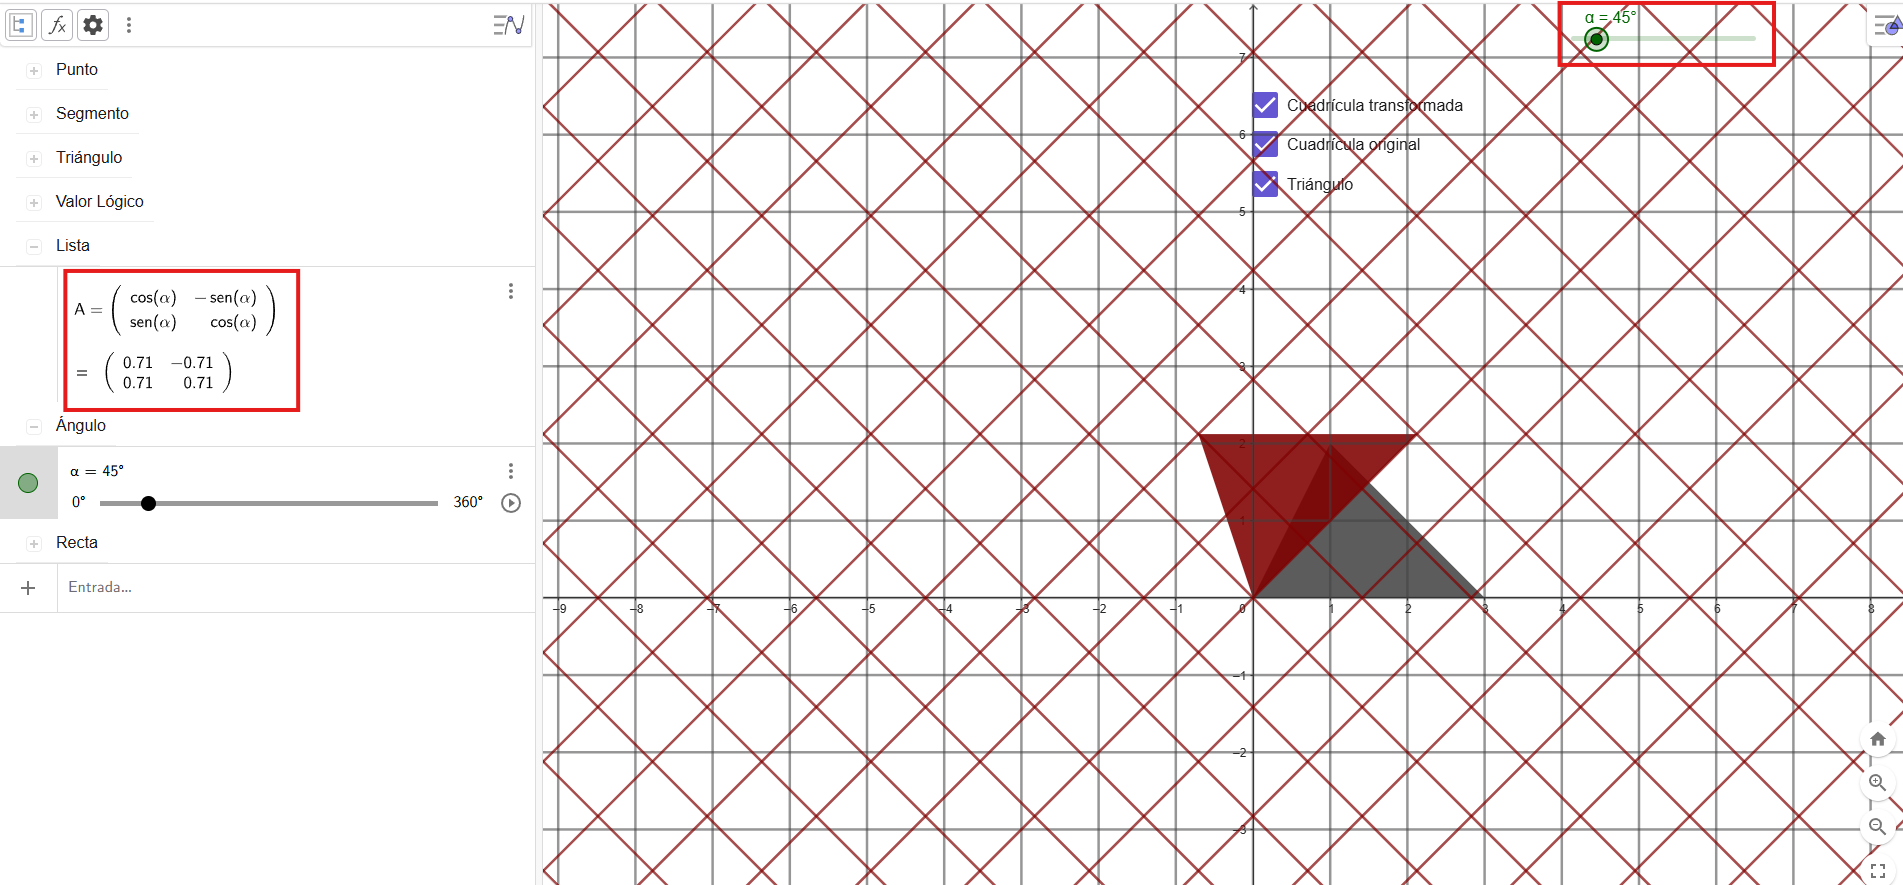 fx
Punto
Segmento
Triángulo
Valor Lógico
Lista
A = ( cos(α) − sen(α)
sen(α) cos(α) )
= ( 0.71 −0.71
0.71 0.71 )
Ángulo
α = 45°
0° 360°
Recta
Entrada...
α = 45°
Cuadrícula transformada
Cuadrícula original
Triángulo
7
6
5
4
3
2
1
−9 −8 −7 −6 −5 −4 −3 −2 −1 0 1 2 3 4 5 6 7 8
−1
−2
−3